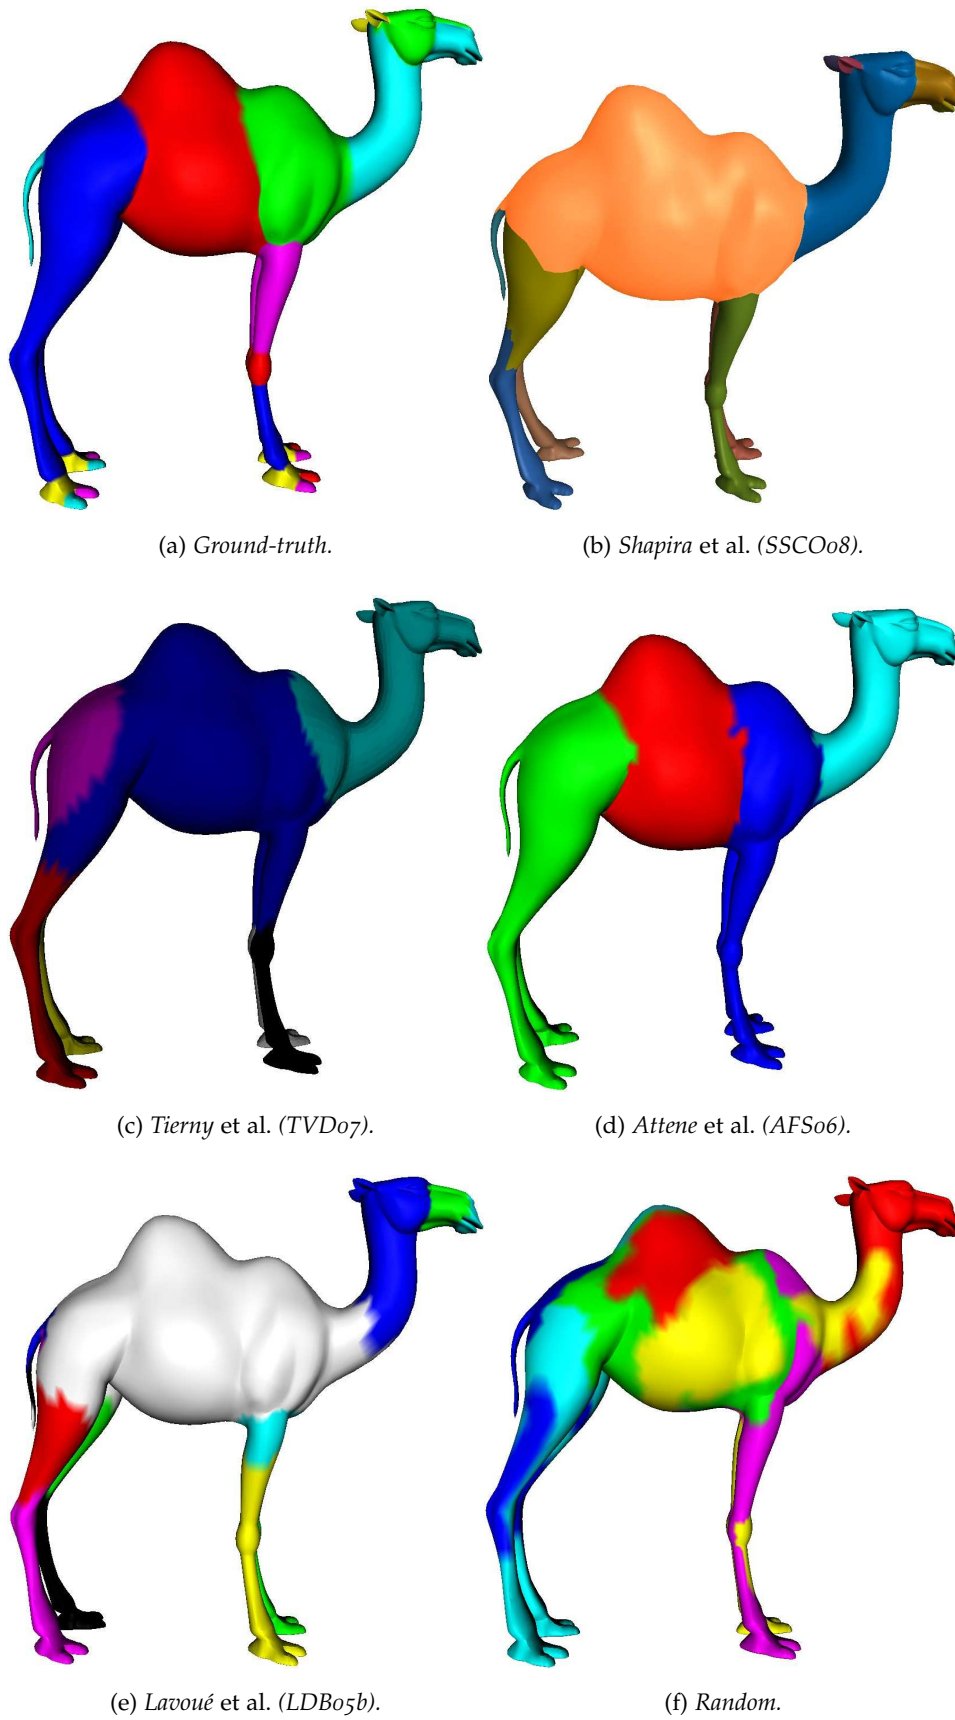 (a) Ground-truth.
(b) Shapira et al. (SSCO08).
(c) Tierny et al. (TVD07).
(d) Attene et al. (AFS06).
(e) Lavoué et al. (LDB05b).
(f) Random.